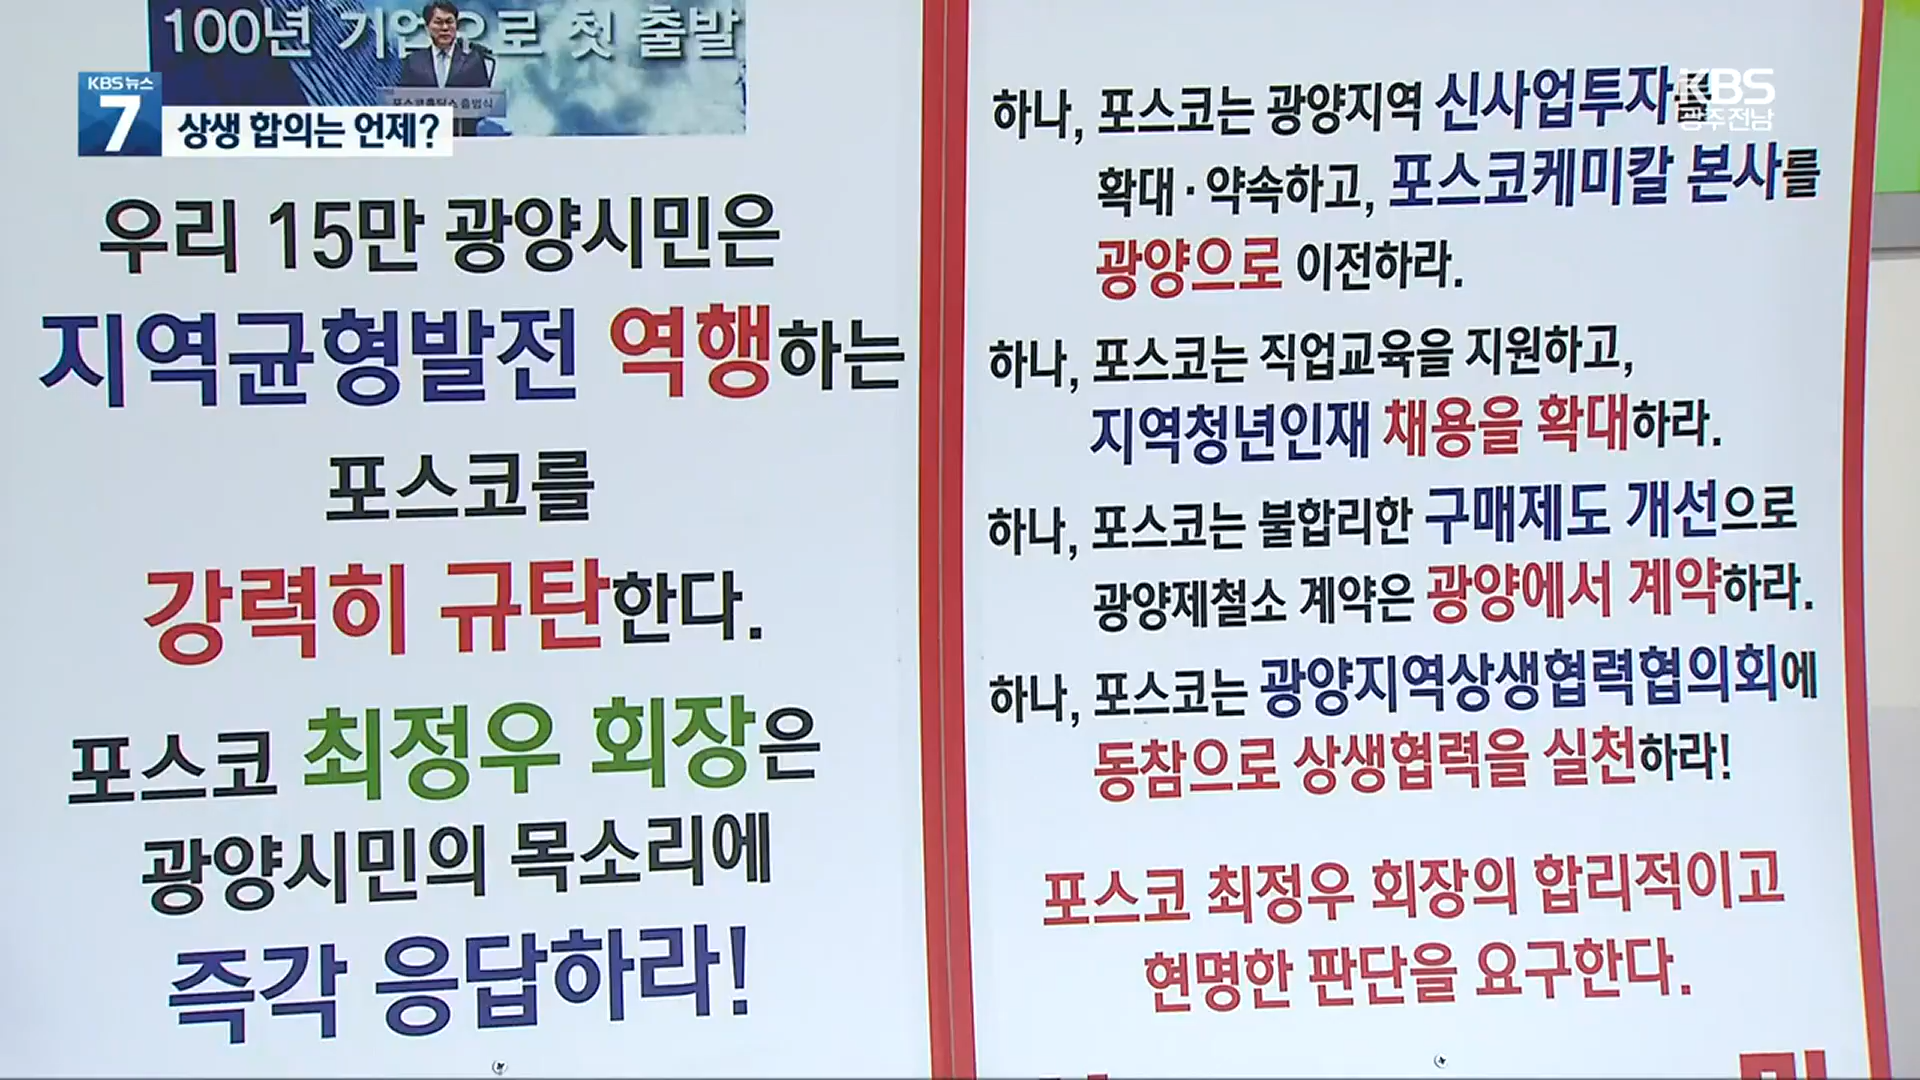 100년 기업으로 첫 출발
포스코홀딩스 출범식
KBS 뉴스
7
상생 합의는 언제?
우리 15만 광양시민은
지역균형발전 역행하는
포스코를
강력히 규탄한다.
포스코 최정우 회장은
광양시민의 목소리에
즉각 응답하라!
KBS
광주전남
하나, 포스코는 광양지역 신사업투자를
확대·약속하고, 포스코케미칼 본사를
광양으로 이전하라.
하나, 포스코는 직업교육을 지원하고,
지역청년인재 채용을 확대하라.
하나, 포스코는 불합리한 구매제도 개선으로
광양제철소 계약은 광양에서 계약하라.
하나, 포스코는 광양지역상생협력협의회에
동참으로 상생협력을 실천하라!
포스코 최정우 회장의 합리적이고
현명한 판단을 요구한다.